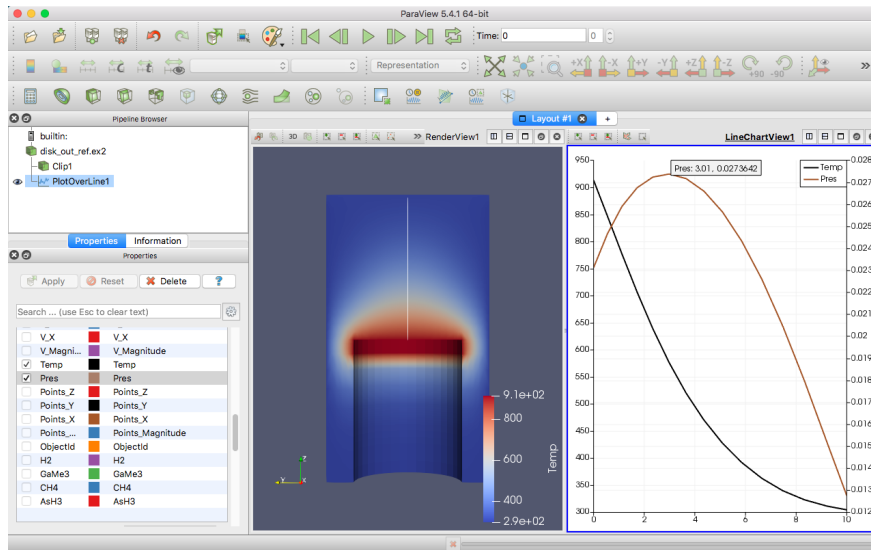 ParaView 5.4.1 64-bit
Time: 0
0
Representation
+X -X +Y -Y +Z -Z +90 -90
»
Pipeline Browser
builtin:
disk_out_ref.ex2
Clip1
PlotOverLine1
Properties Information
Properties
Apply Reset Delete ?
Search ... (use Esc to clear text)
V_X V_X
V_Magni... V_Magnitude
Temp Temp
Pres Pres
Points_Z Points_Z
Points_Y Points_Y
Points_X Points_X
Points_... Points_Magnitude
ObjectId ObjectId
H2 H2
GaMe3 GaMe3
CH4 CH4
AsH3 AsH3
Layout #1 +
3D » RenderView1
9.1e+02
800
600
400
2.9e+02
Temp
Z
Y X
LineChartView1
Pres: 3.01 , 0.0273642
Temp
Pres
950
900
850
800
750
700
650
600
550
500
450
400
350
300
0 2 4 6 8 10
0.028
0.027
0.026
0.025
0.024
0.023
0.022
0.021
0.02
0.019
0.018
0.017
0.016
0.015
0.014
0.013
0.012